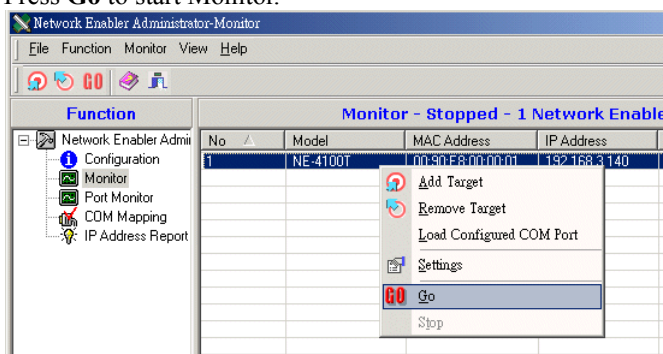 Press Go to start Monitor.
Network Enabler Administrator-Monitor
File Function Monitor View Help
GO
Function
Monitor - Stopped - 1 Network Enable
Network Enabler Admi
Configuration
Monitor
Port Monitor
COM Mapping
IP Address Report
No Model MAC Address IP Address
1 NE-4100T 00:90:E8:00:00:01 192.168.3.140
Add Target
Remove Target
Load Configured COM Port
Settings
GO Go
Stop